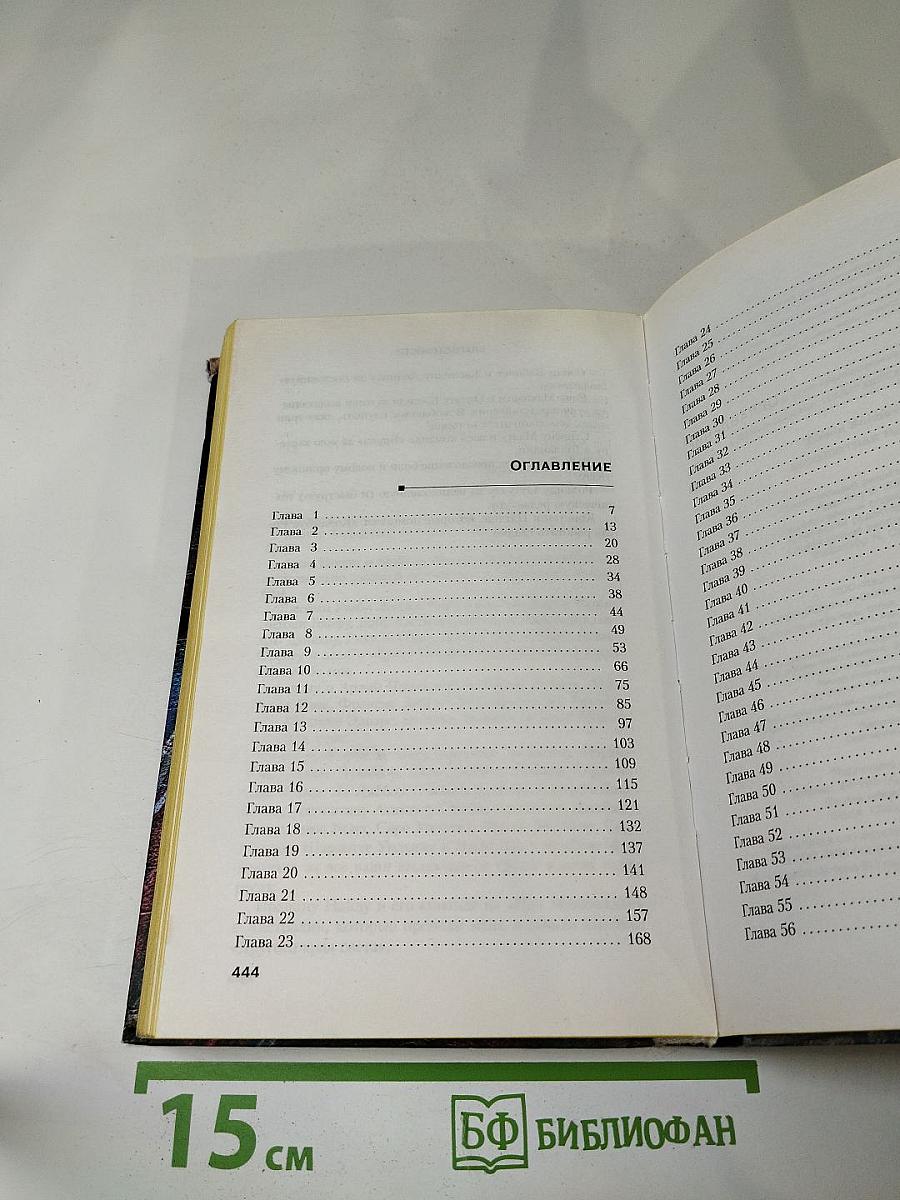 ОГЛАВЛЕНИЕ
Глава 1 ........ 7
Глава 2 ........ 13
Глава 3 ........ 20
Глава 4 ........ 28
Глава 5 ........ 34
Глава 6 ........ 38
Глава 7 ........ 44
Глава 8 ........ 49
Глава 9 ........ 53
Глава 10 ........ 66
Глава 11 ........ 75
Глава 12 ........ 85
Глава 13 ........ 97
Глава 14 ........ 103
Глава 15 ........ 109
Глава 16 ........ 115
Глава 17 ........ 121
Глава 18 ........ 132
Глава 19 ........ 137
Глава 20 ........ 141
Глава 21 ........ 148
Глава 22 ........ 157
Глава 23 ........ 168
444
Глава 24 ........
Глава 25 ........
Глава 26 ........
Глава 27 ........
Глава 28 ........
Глава 29 ........
Глава 30 ........
Глава 31 ........
Глава 32 ........
Глава 33 ........
Глава 34 ........
Глава 35 ........
Глава 36 ........
Глава 37 ........
Глава 38 ........
Глава 39 ........
Глава 40 ........
Глава 41 ........
Глава 42 ........
Глава 43 ........
Глава 44 ........
Глава 45 ........
Глава 46 ........
Глава 47 ........
Глава 48 ........
Глава 49 ........
Глава 50 ........
Глава 51 ........
Глава 52 ........
Глава 53 ........
Глава 54 ........
Глава 55 ........
Глава 56 ........
15 см
БФ БИБЛИОФАН